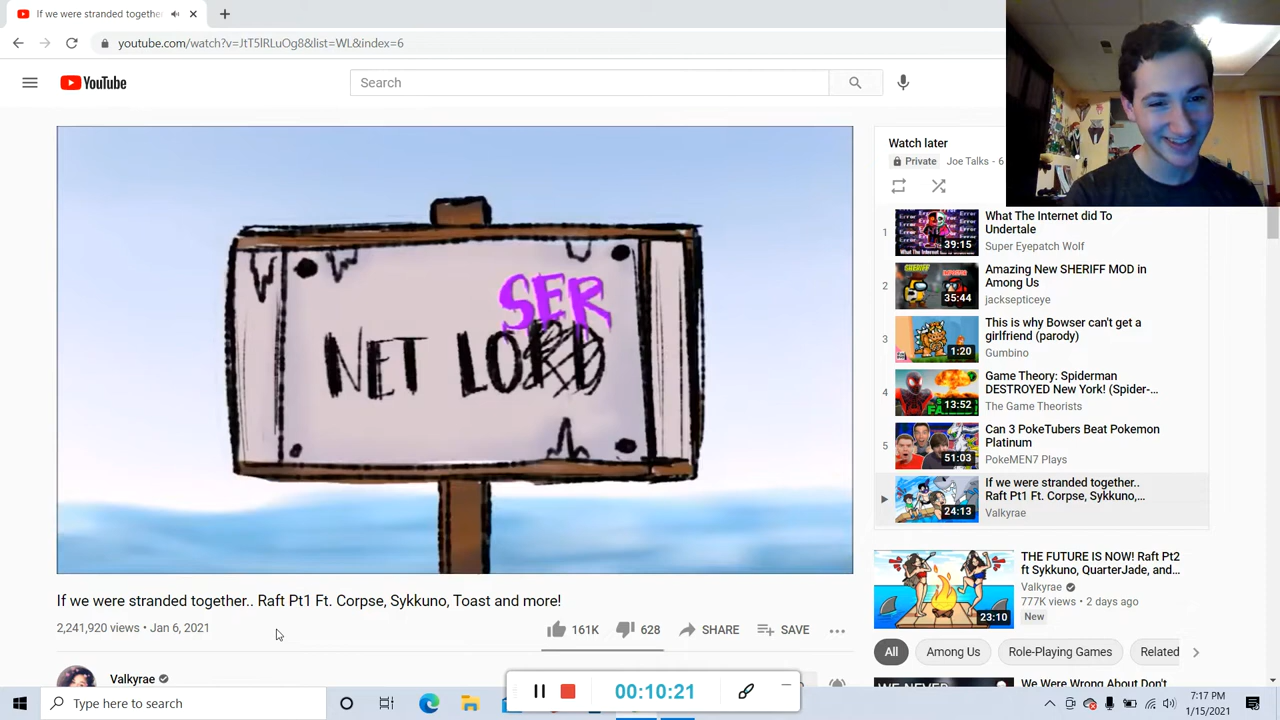 If we were stranded together
youtube.com/watch?v=JtT5lRLuOg8&list=WL&index=6
YouTube
Search
SER
NET LORD
If we were stranded together.. Raft Pt1 Ft. Corpse, Sykkuno, Toast and more!
2,241,920 views • Jan 6, 2021
161K
628
SHARE
SAVE
Valkyrae
Watch later
Private
Joe Talks - 6
1
39:15
What The Internet did To
Undertale
Super Eyepatch Wolf
2
35:44
Amazing New SHERIFF MOD in
Among Us
jacksepticeye
3
1:20
This is why Bowser can't get a
girlfriend (parody)
Gumbino
4
13:52
Game Theory: Spiderman
DESTROYED New York! (Spider-...
The Game Theorists
5
51:03
Can 3 PokeTubers Beat Pokemon
Platinum
PokeMEN7 Plays
24:13
If we were stranded together..
Raft Pt1 Ft. Corpse, Sykkuno,...
Valkyrae
23:10
THE FUTURE IS NOW! Raft Pt2
ft Sykkuno, QuarterJade, and...
Valkyrae
777K views • 2 days ago
New
All
Among Us
Role-Playing Games
Related
We Were Wrong About Don't
00:10:21
Type here to search
7:17 PM
1/15/2021